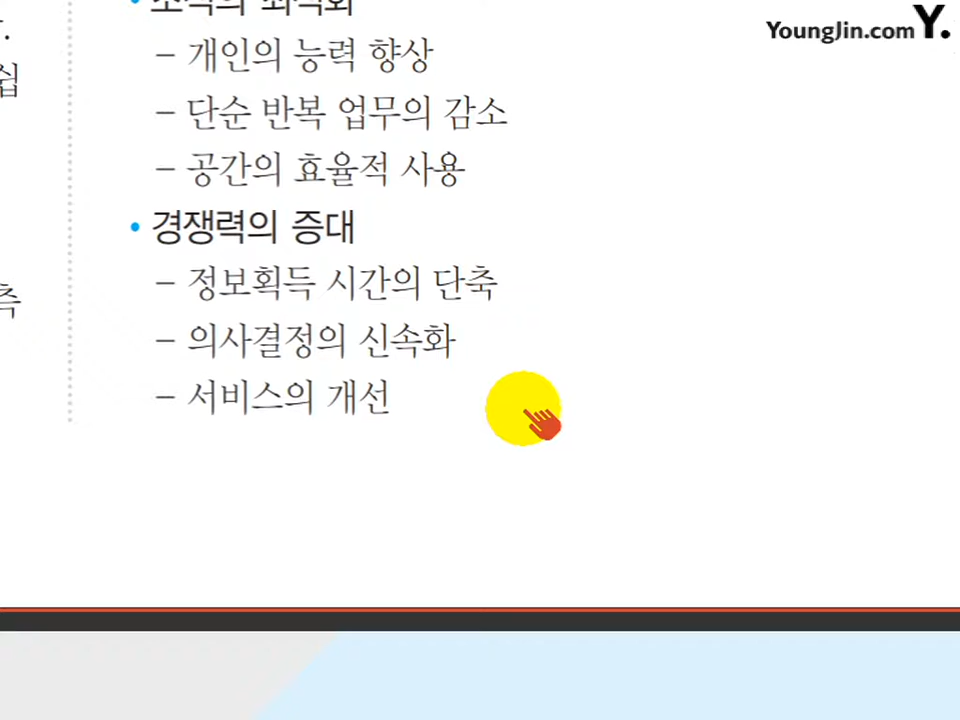 YoungJin.com Y.
- 개인의 능력 향상
- 단순 반복 업무의 감소
- 공간의 효율적 사용
• 경쟁력의 증대
- 정보획득 시간의 단축
- 의사결정의 신속화
- 서비스의 개선